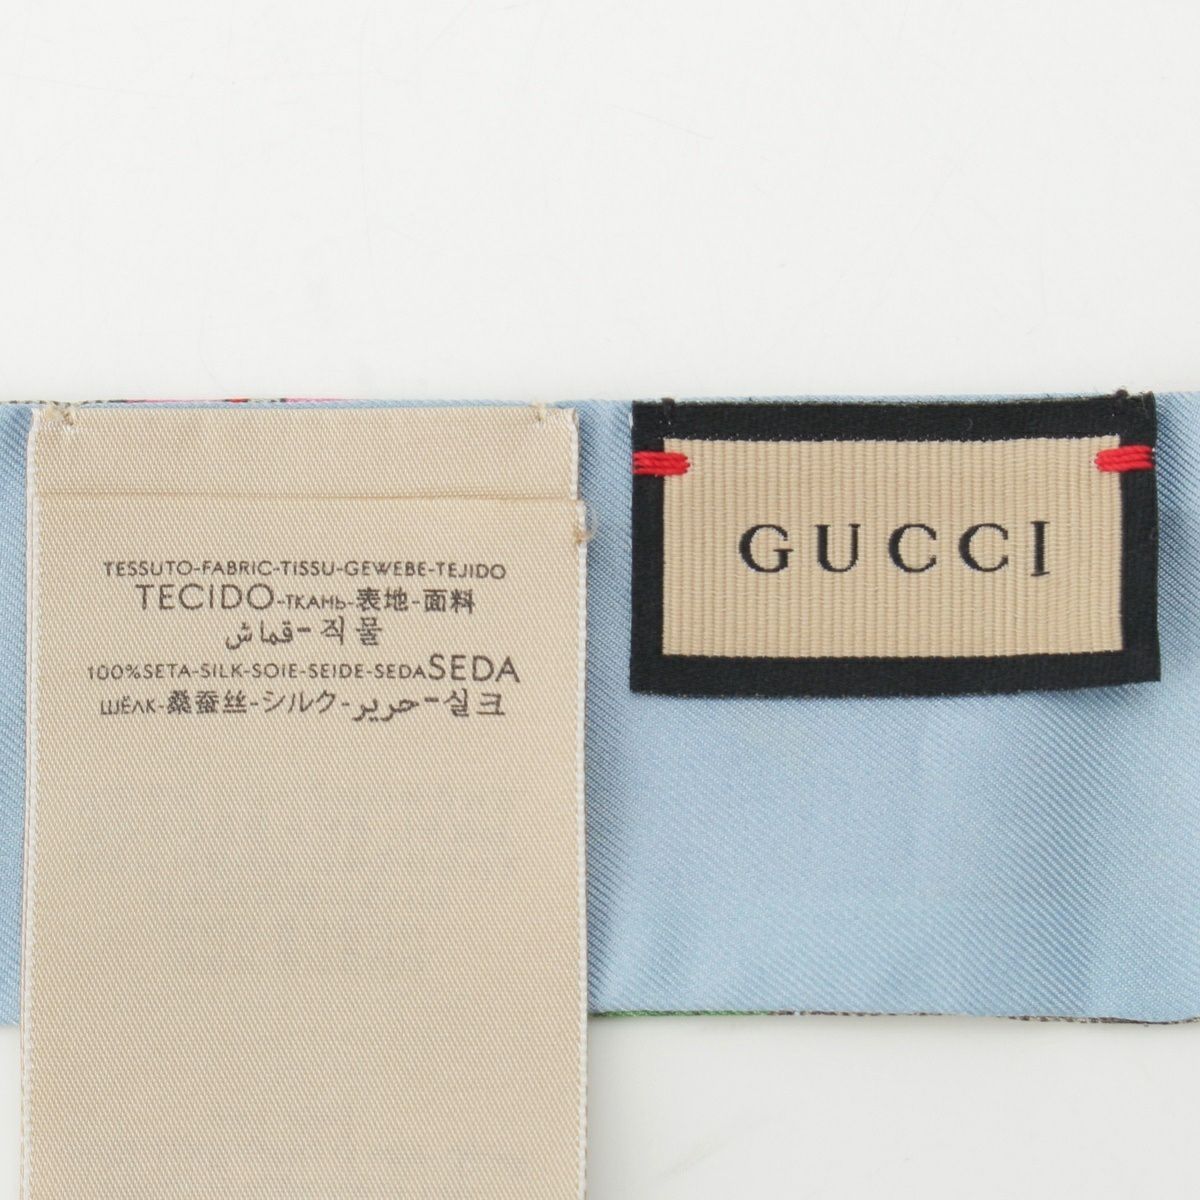 TESSUTO-FABRIC-TISSU-GEWEBE-TEJIDO
TECIDO-ТКАНЬ-表地-面料
قماش-직물
100%SETA-SILK-SOIE-SEIDE-SEDASEDA
ШЁЛК-桑蚕丝-シルク-حرير-실크
GUCCI